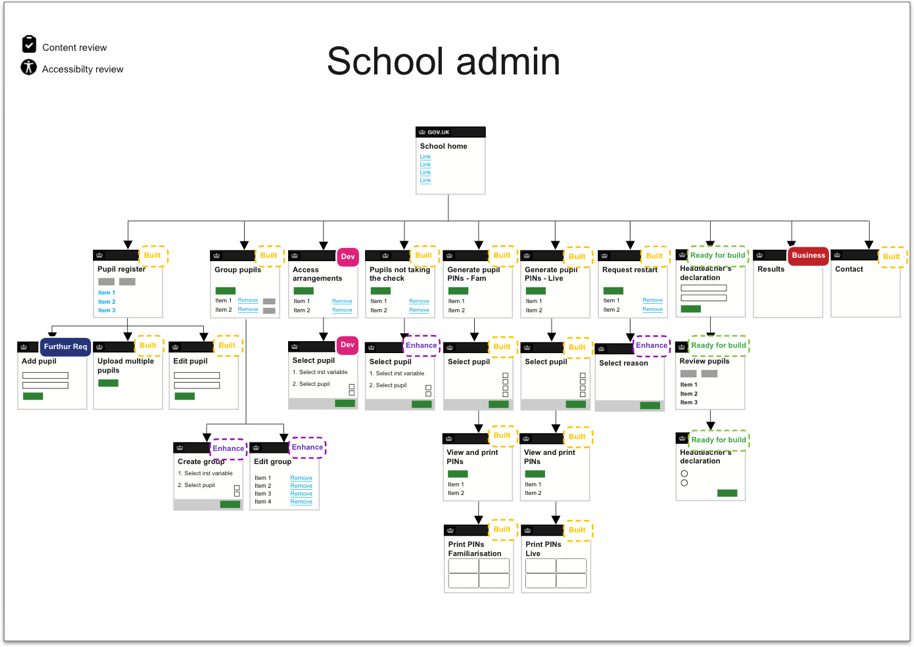 Content review
Accessibilty review
School admin
GOV.UK
School home
Link
Link
Link
Link
Built
Pupil register
Item 1
Item 2
Item 3
Built
Group pupils
Item 1 Remove
Item 2 Remove
Dev
Access
arrangements
Item 1 Remove
Item 2 Remove
Built
Pupils not taking
the check
Item 1 Remove
Item 2 Remove
Built
Generate pupil
PINs - Fam
Item 1
Item 2
Built
Generate pupil
PINs - Live
Item 1
Item 2
Built
Request restart
Item 1 Remove
Item 2 Remove
Ready for build
declaration
Business
Results
Built
Contact
Furthur Req
Add pupil
Built
Upload multiple
pupils
Built
Edit pupil
Dev
Select pupil
1. Select irst variable
2. Select pupil
Enhance
Select pupil
1. Select irst variable
2. Select pupil
Built
Select pupil
Built
Select pupil
Enhance
Select reason
Ready for build
Review pupils
Item 1
Item 2
Item 3
Enhance
Create group
1. Select irst variable
2. Select pupil
Enhance
Edit group
Item 1 Remove
Item 2 Remove
Item 3 Remove
Item 4 Remove
Built
View and print
PINs
Item 1
Item 2
Built
View and print
PINs
Item 1
Item 2
Ready for build
declaration
Built
Print PINs
Familiarisation
Built
Print PINs
Live